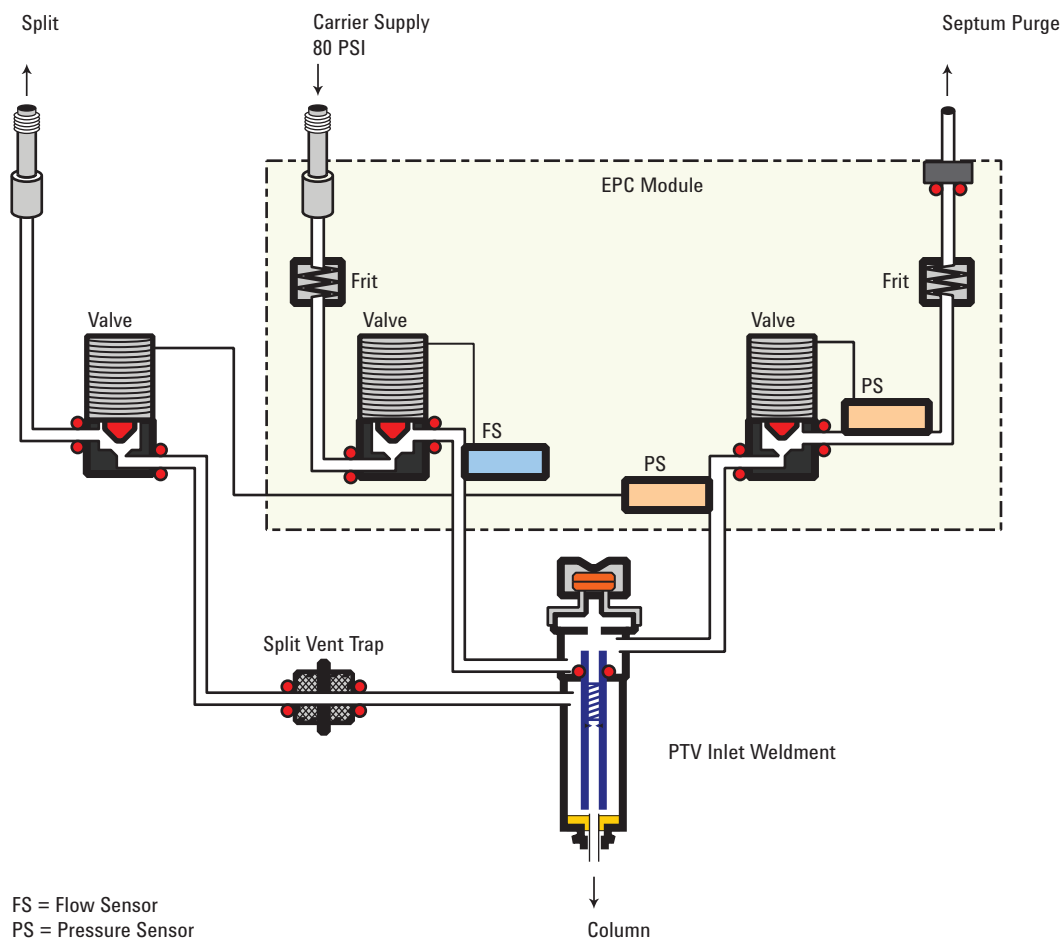 Split
Carrier Supply
80 PSI
Septum Purge
EPC Module
Frit
Frit
Valve
Valve
Valve
PS
FS
PS
Split Vent Trap
PTV Inlet Weldment
FS = Flow Sensor
PS = Pressure Sensor
Column